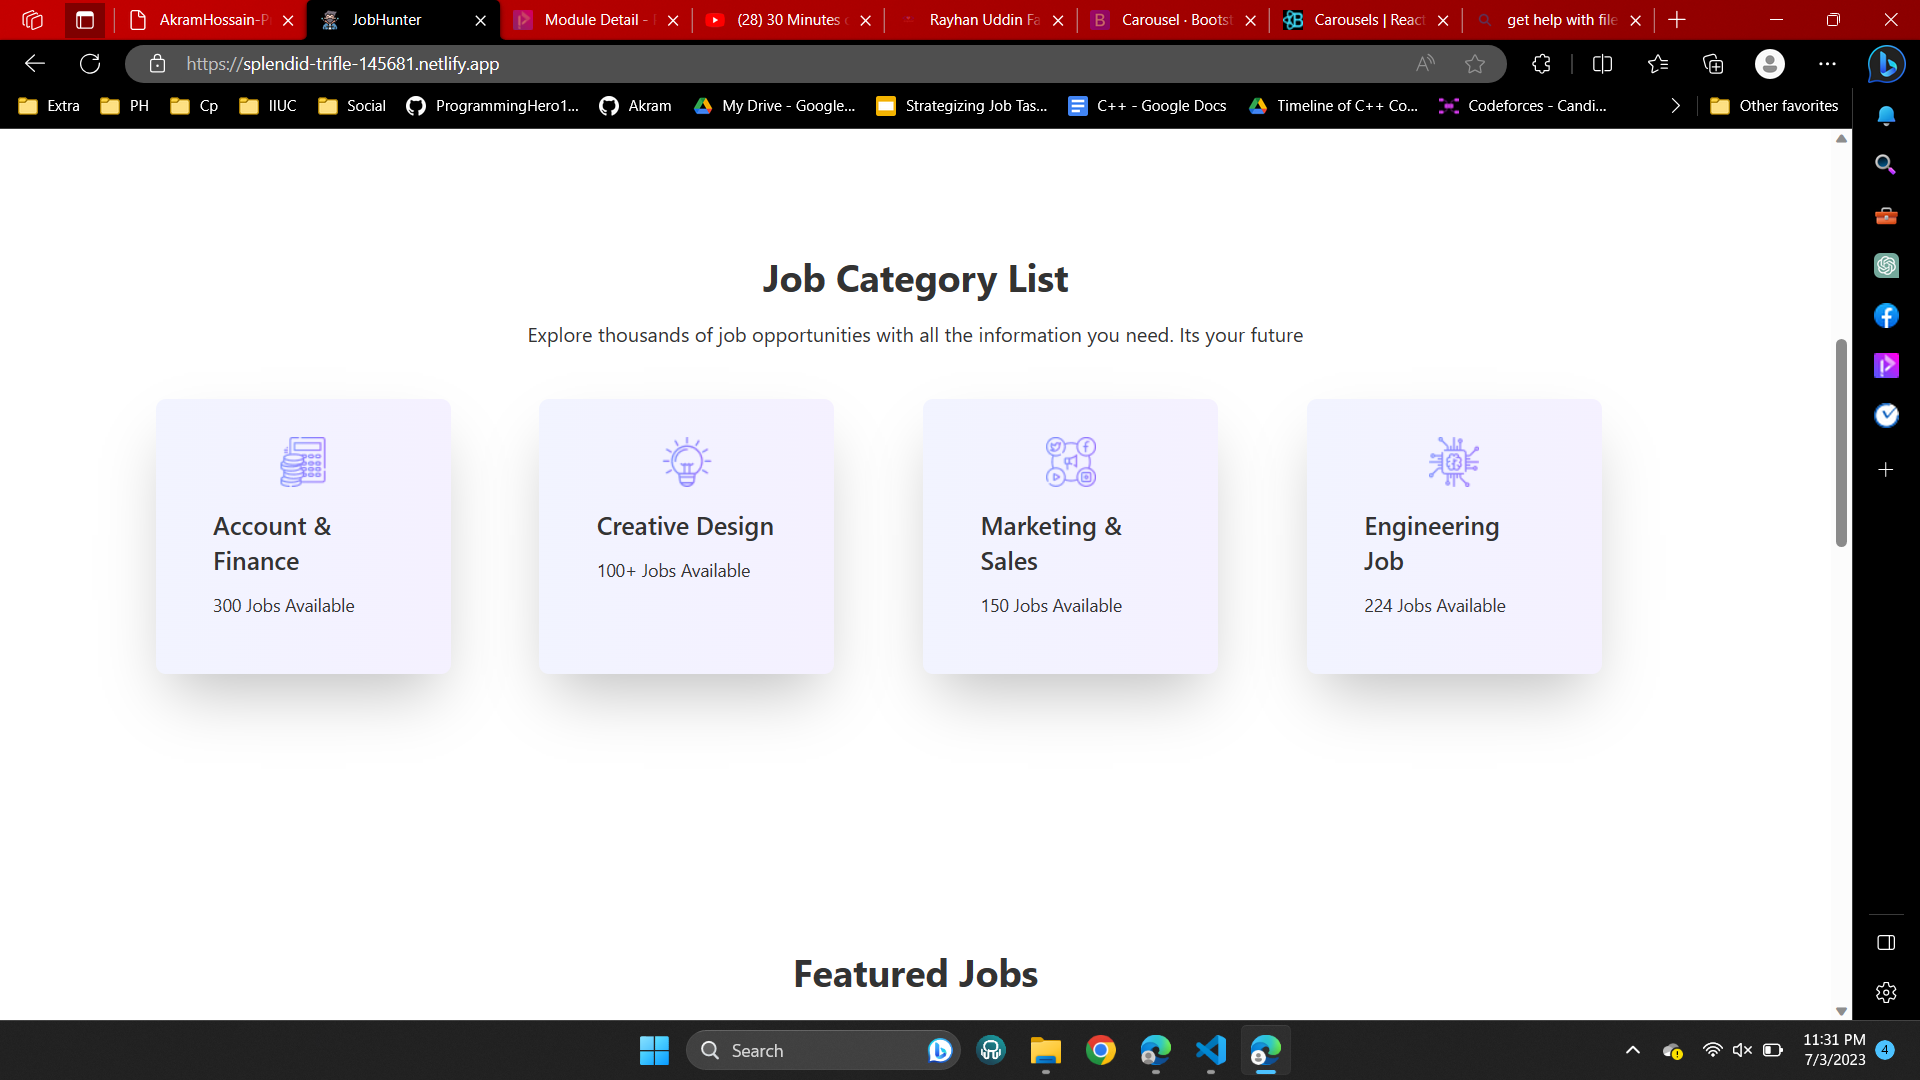 AkramHossain-P
JobHunter
Module Detail -
(28) 30 Minutes
Rayhan Uddin Fa
Carousel · Bootst
Carousels | React
get help with file
https://splendid-trifle-145681.netlify.app
Extra
PH
Cp
IIUC
Social
ProgrammingHero1...
Akram
My Drive - Google...
Strategizing Job Tas...
C++ - Google Docs
Timeline of C++ Co...
Codeforces - Candi...
Other favorites
Job Category List
Explore thousands of job opportunities with all the information you need. Its your future
Account &
Finance
300 Jobs Available
Creative Design
100+ Jobs Available
Marketing &
Sales
150 Jobs Available
Engineering
Job
224 Jobs Available
Featured Jobs
Search
11:31 PM
7/3/2023
4